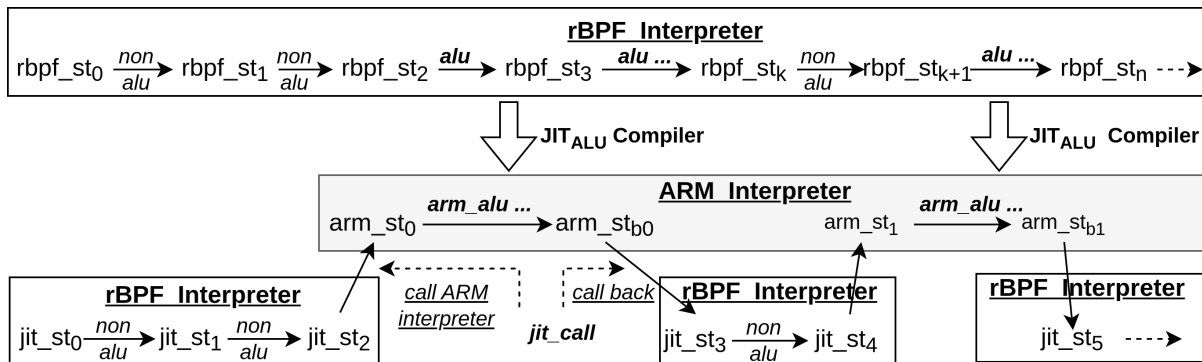 rBPF Interpreter
rbpf_st0 non alu rbpf_st1 non alu rbpf_st2 alu rbpf_st3 alu ... rbpf_stk non alu rbpf_stk+1 alu ... rbpf_stn
JITALU Compiler
JITALU Compiler
ARM Interpreter
arm_st0 arm_alu ... arm_stb0 arm_st1 arm_alu ... arm_stb1
rBPF Interpreter
jit_st0 non alu jit_st1 non alu jit_st2
call ARM
interpreter
call back
jit_call
rBPF Interpreter
jit_st3 non alu jit_st4
rBPF Interpreter
jit_st5